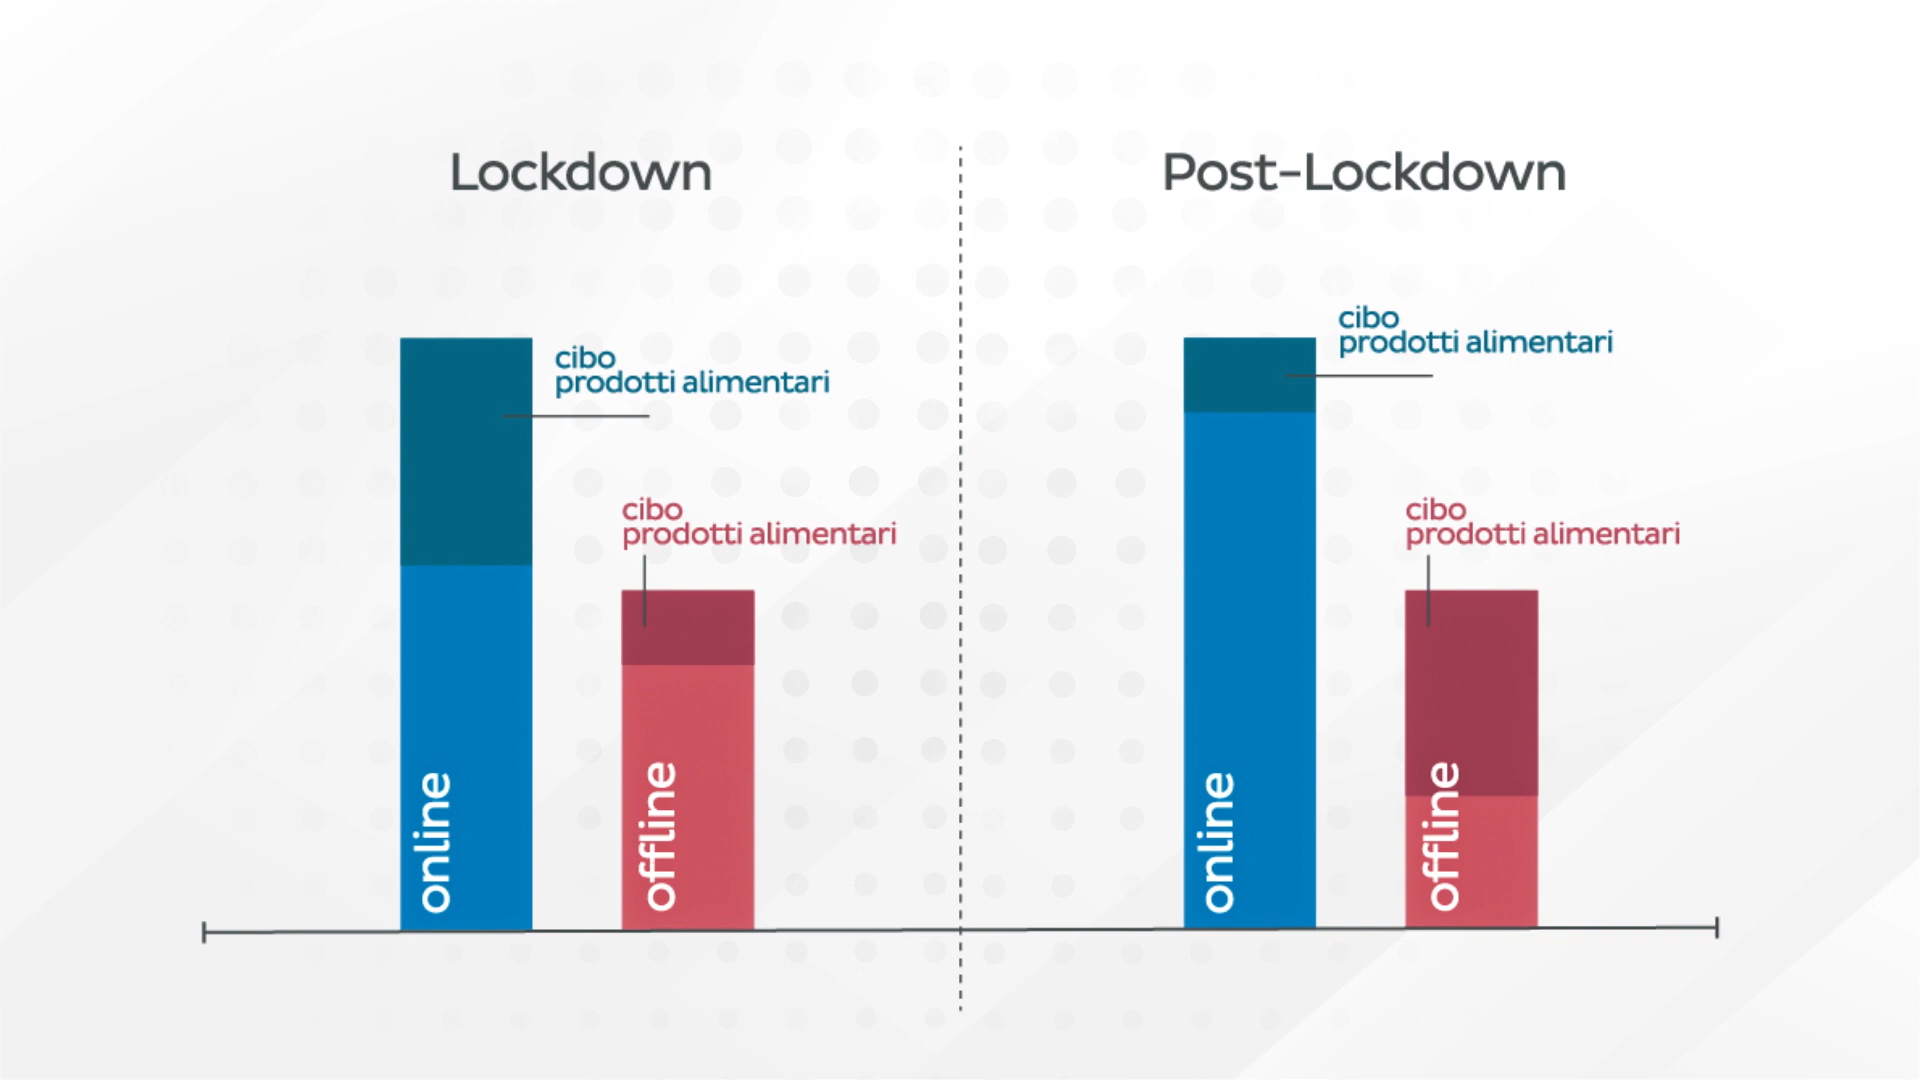 Lockdown
cibo
prodotti alimentari
cibo
prodotti alimentari
online
offline
Post-Lockdown
cibo
prodotti alimentari
cibo
prodotti alimentari
online
offline